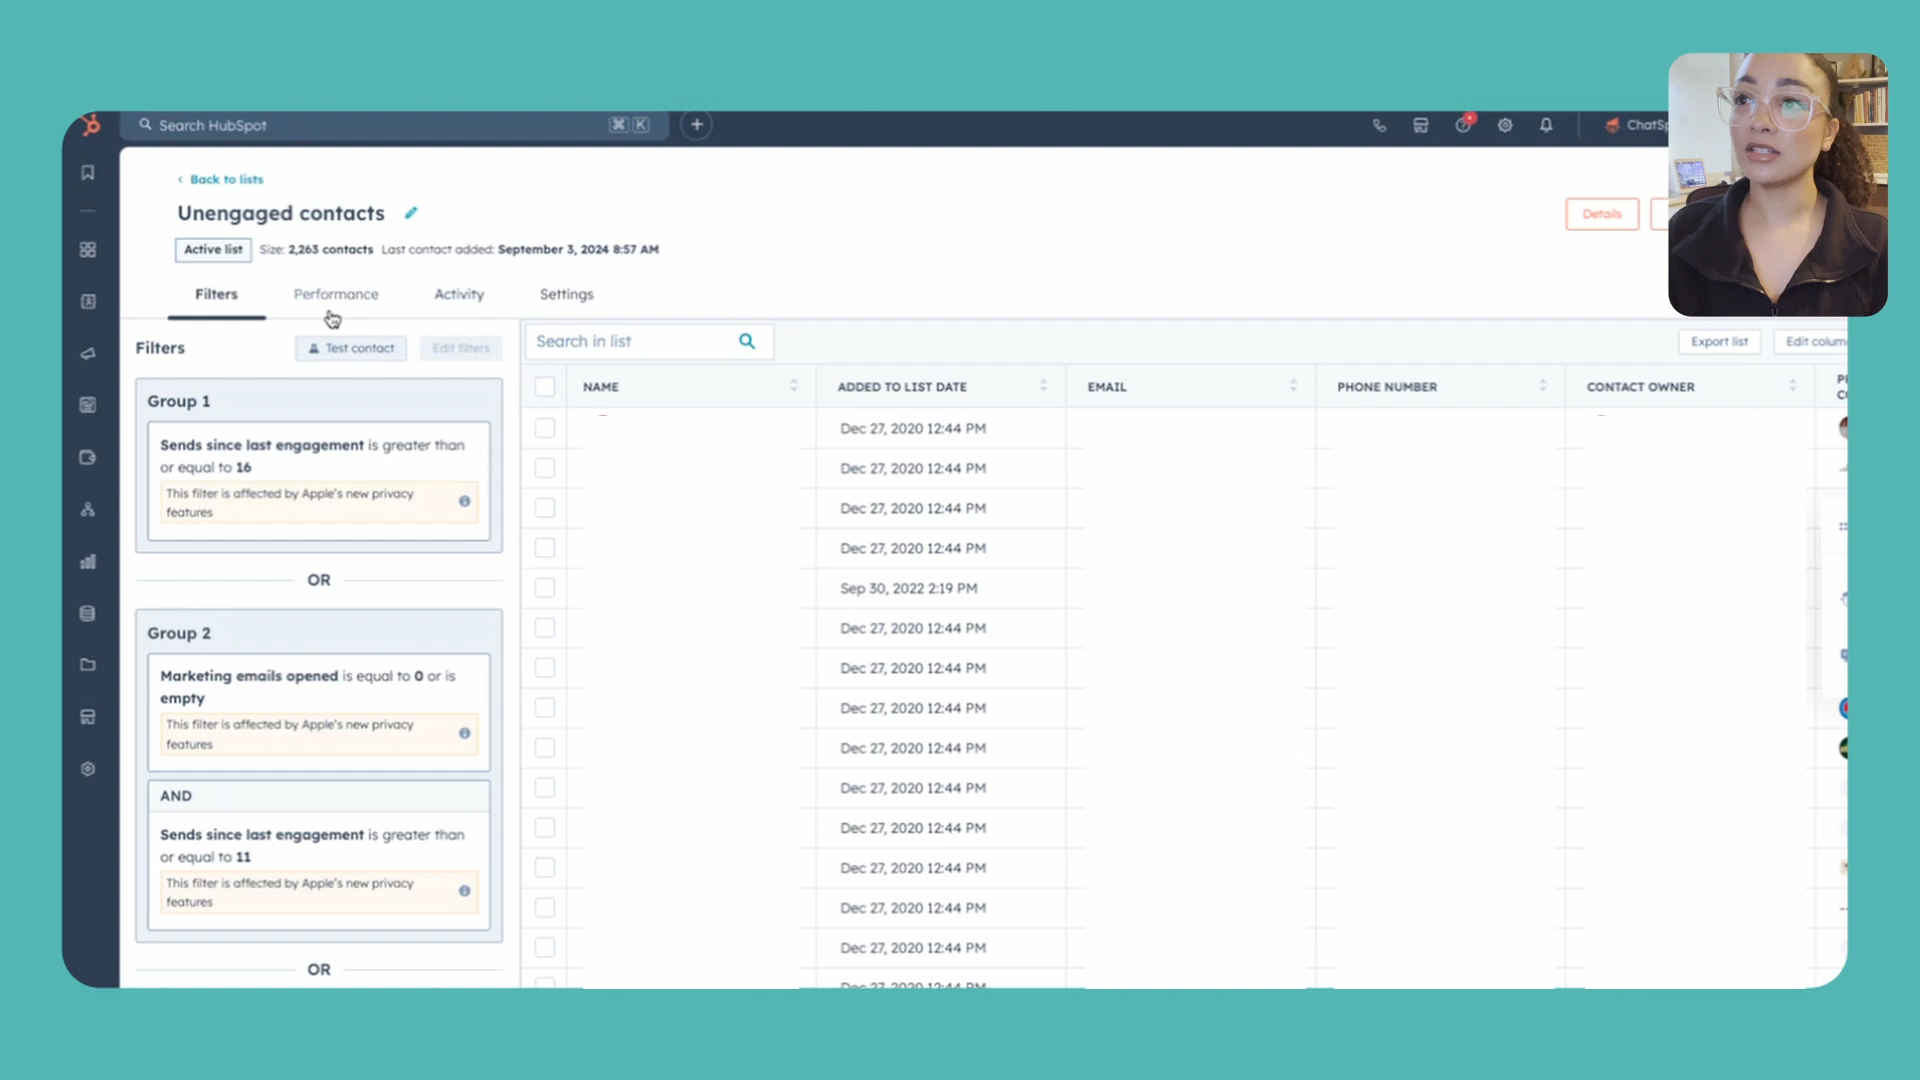 Search HubSpot
⌘ K
+
‹ Back to lists
Unengaged contacts
Details
Active list Size: 2,263 contacts Last contact added: September 3, 2024 8:57 AM
Filters Performance Activity Settings
Filters
Test contact
Edit filters
Search in list
Export list
Group 1
Sends since last engagement is greater than
or equal to 16
This filter is affected by Apple's new privacy
features
OR
Group 2
Marketing emails opened is equal to 0 or is
empty
This filter is affected by Apple's new privacy
features
AND
Sends since last engagement is greater than
or equal to 11
This filter is affected by Apple's new privacy
features
OR
NAME ADDED TO LIST DATE EMAIL PHONE NUMBER CONTACT OWNER
Dec 27, 2020 12:44 PM
Dec 27, 2020 12:44 PM
Dec 27, 2020 12:44 PM
Dec 27, 2020 12:44 PM
Sep 30, 2022 2:19 PM
Dec 27, 2020 12:44 PM
Dec 27, 2020 12:44 PM
Dec 27, 2020 12:44 PM
Dec 27, 2020 12:44 PM
Dec 27, 2020 12:44 PM
Dec 27, 2020 12:44 PM
Dec 27, 2020 12:44 PM
Dec 27, 2020 12:44 PM
Dec 27, 2020 12:44 PM